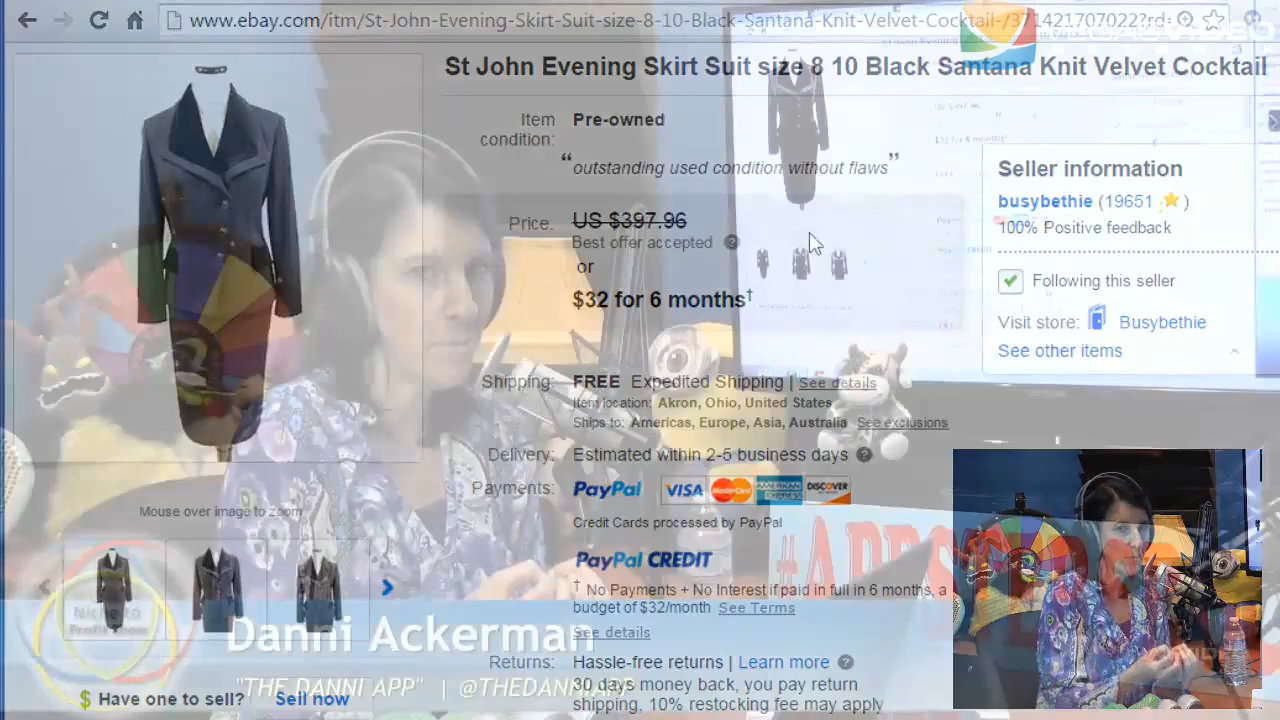 www.ebay.com/itm/St-John-Evening-Skirt-Suit-size-8-10-Black-Santana-Knit-Velvet-Cocktail-/371421707022?rd=
St John Evening Skirt Suit size 8 10 Black Santana Knit Velvet Cocktail
Item condition:
Pre-owned
“outstanding used condition without flaws”
Price:
US $397.96
Best offer accepted
or
$32 for 6 months†
Shipping:
FREE Expedited Shipping | See details
Item location: Akron, Ohio, United States
Ships to: Americas, Europe, Asia, Australia See exclusions
Delivery:
Estimated within 2-5 business days
Payments:
PayPal VISA MasterCard AMERICAN EXPRESS DISCOVER
Credit Cards processed by PayPal
PayPal CREDIT
† No Payments + No Interest if paid in full in 6 months, a
budget of $32/month See Terms
See details
Returns:
Hassle-free returns | Learn more
30 days money back, you pay return
shipping, 10% restocking fee may apply
Seller information
busybethie (19651 )
100% Positive feedback
Following this seller
Visit store: Busybethie
See other items
Mouse over image to zoom
Niche to
Profit Show
Danni Ackerman
"THE DANNI APP" | @THEDANNIAPP
$ Have one to sell? Sell now